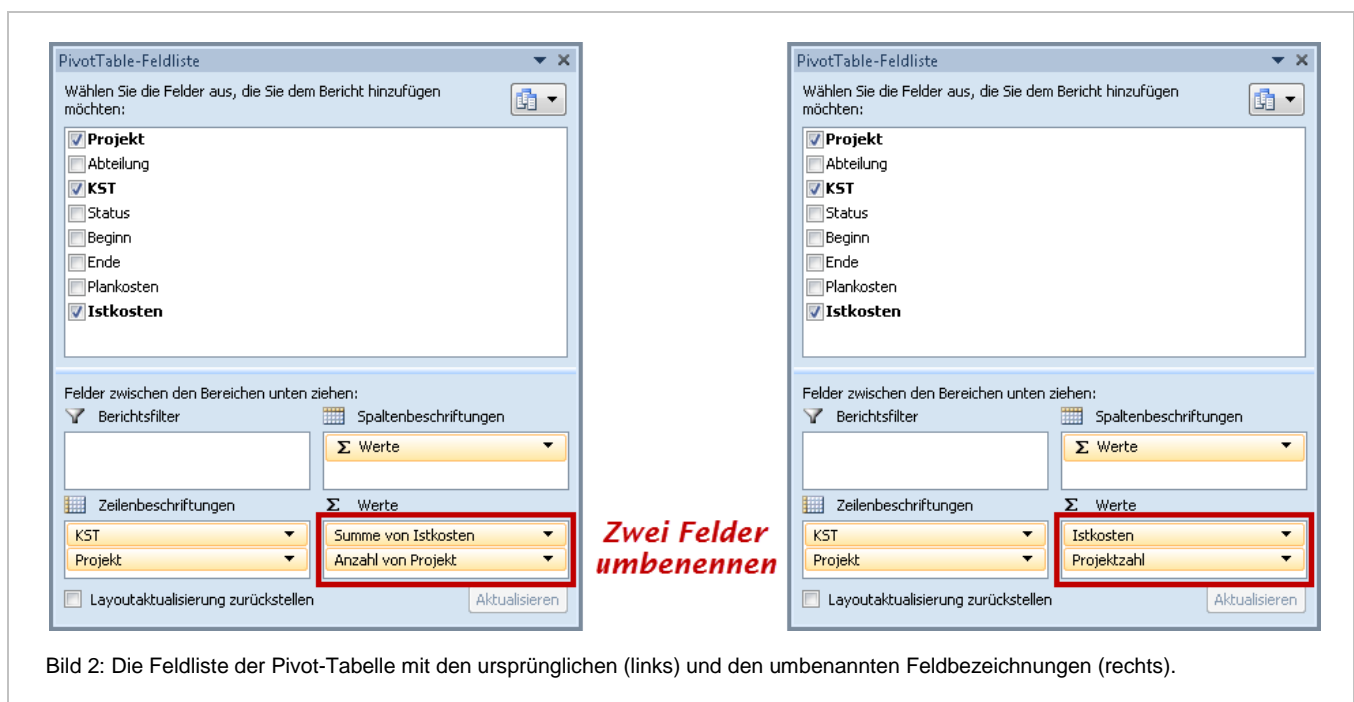 PivotTable-Feldliste
Wählen Sie die Felder aus, die Sie dem Bericht hinzufügen
möchten:
Projekt
Abteilung
KST
Status
Beginn
Ende
Plankosten
Istkosten
Felder zwischen den Bereichen unten ziehen:
Berichtsfilter
Spaltenbeschriftungen
Σ Werte
Zeilenbeschriftungen
Σ Werte
KST
Summe von Istkosten
Projekt
Anzahl von Projekt
Layoutaktualisierung zurückstellen
Aktualisieren
Zwei Felder
umbenennen
PivotTable-Feldliste
Wählen Sie die Felder aus, die Sie dem Bericht hinzufügen
möchten:
Projekt
Abteilung
KST
Status
Beginn
Ende
Plankosten
Istkosten
Felder zwischen den Bereichen unten ziehen:
Berichtsfilter
Spaltenbeschriftungen
Σ Werte
Zeilenbeschriftungen
Σ Werte
KST
Istkosten
Projekt
Projektzahl
Layoutaktualisierung zurückstellen
Aktualisieren
Bild 2: Die Feldliste der Pivot-Tabelle mit den ursprünglichen (links) und den umbenannten Feldbezeichnungen (rechts).